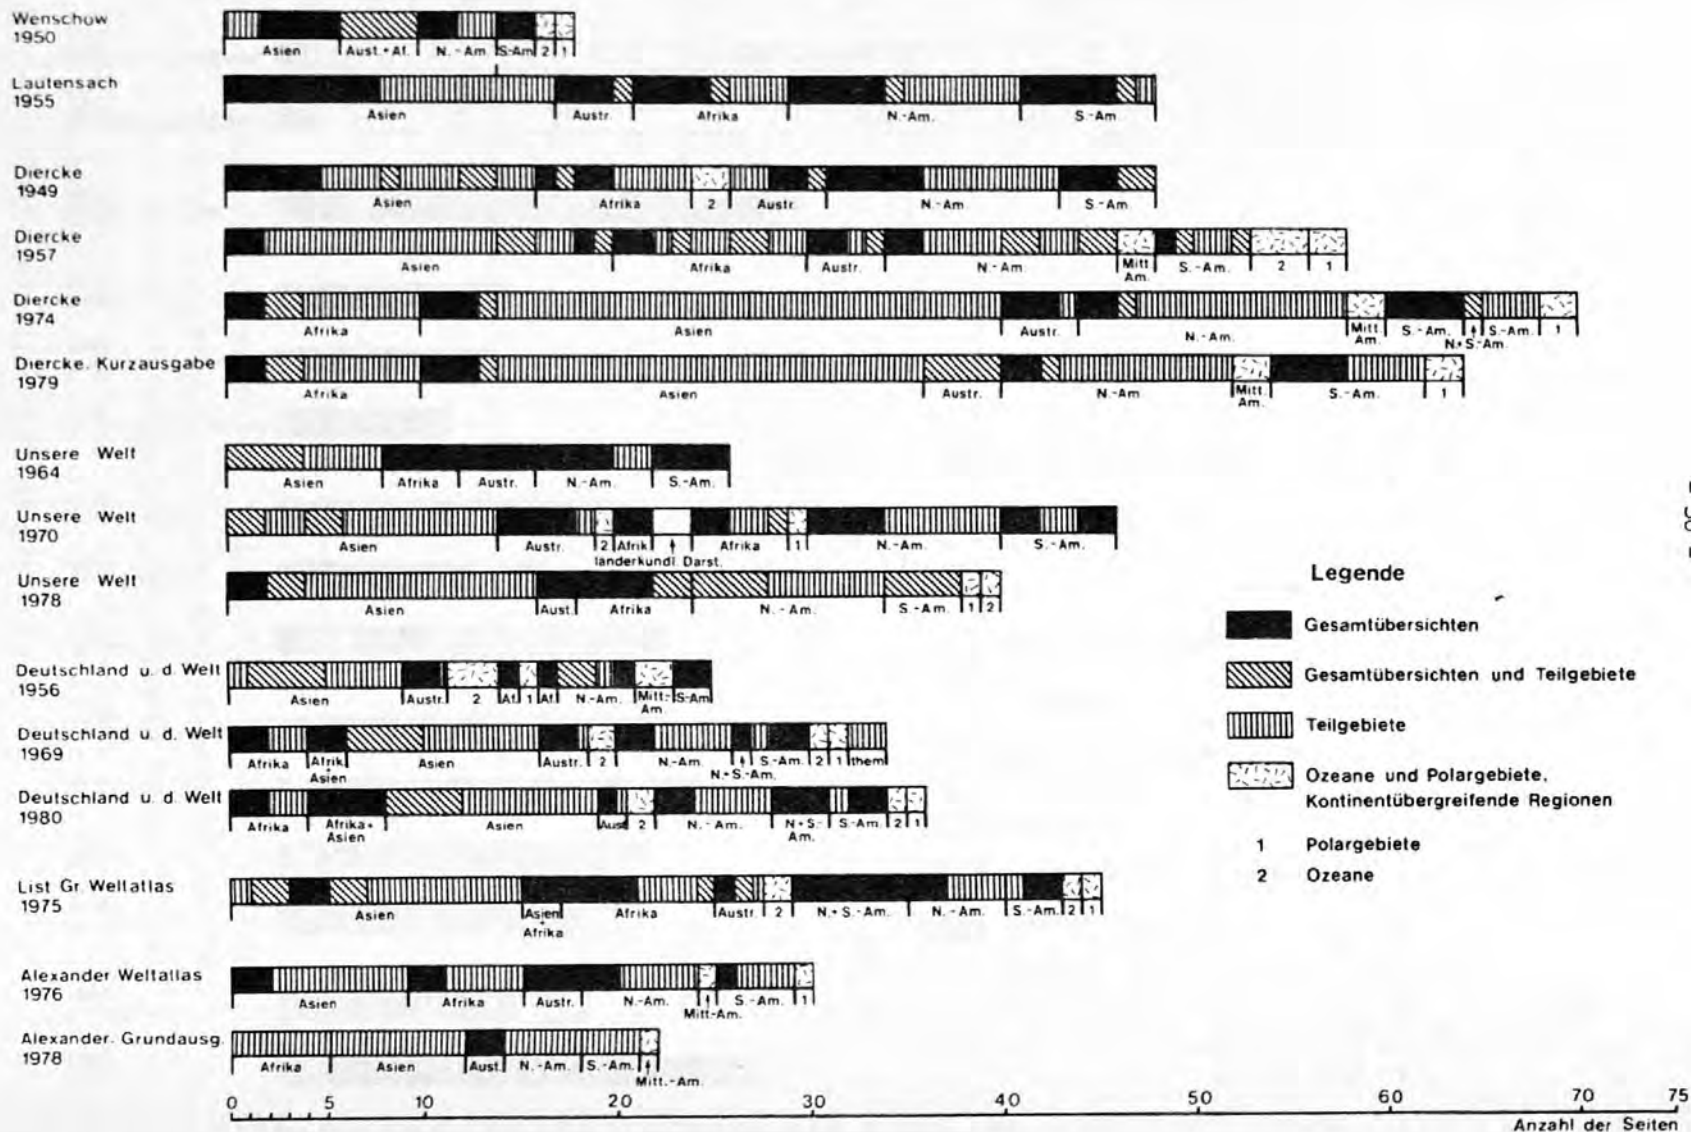 Wenschow
1950
Asien Aust.+Af. N.-Am. S-Am. 2 1
Lautensach
1955
Asien Austr. Afrika N.-Am. S.-Am.
Diercke
1949
Asien Afrika 2 Austr. N.-Am. S.-Am.
Diercke
1957
Asien Afrika Austr. N.-Am. Mitt. Am. S.-Am. 2 1
Diercke
1974
Afrika Asien Austr. N.-Am. Mitt. Am. S.-Am. N+S.-Am. S.-Am. 1
Diercke. Kurzausgabe
1979
Afrika Asien Austr. N.-Am. Mitt. Am. S.-Am. 1
Unsere Welt
1964
Asien Afrika Austr. N.-Am. S.-Am.
Unsere Welt
1970
Asien Austr. 2 Afrik. Afrika 1 N.-Am. S.-Am.
länderkundl. Darst.
Unsere Welt
1978
Asien Aust. Afrika N.-Am. S.-Am. 1 2
Deutschland u. d. Welt
1956
Asien Austr. 2 Af. 1 Af. N.-Am. Mitt.-Am. S-Am
Deutschland u. d. Welt
1969
Afrika Afrik + Asien Asien Austr. 2 N.-Am. N.+S.-Am. S.-Am. 2 1 them
Deutschland u. d. Welt
1980
Afrika Afrika+ Asien Asien Aust. 2 N.-Am. N+S.-Am. S.-Am. 2 1
List Gr. Weltatlas
1975
Asien Asien + Afrika Afrika Austr. 2 N.+S.-Am. N.-Am. S.-Am. 2 1
Alexander Weltatlas
1976
Asien Afrika Austr. N.-Am. Mitt-Am. S.-Am. 1
Alexander. Grundausg.
1978
Afrika Asien Aust. N.-Am. S.-Am. Mitt.-Am.
0 5 10 20 30 40 50 60 70 75
Anzahl der Seiten
Legende
Gesamtübersichten
Gesamtübersichten und Teilgebiete
Teilgebiete
Ozeane und Polargebiete,
Kontinentübergreifende Regionen
1 Polargebiete
2 Ozeane